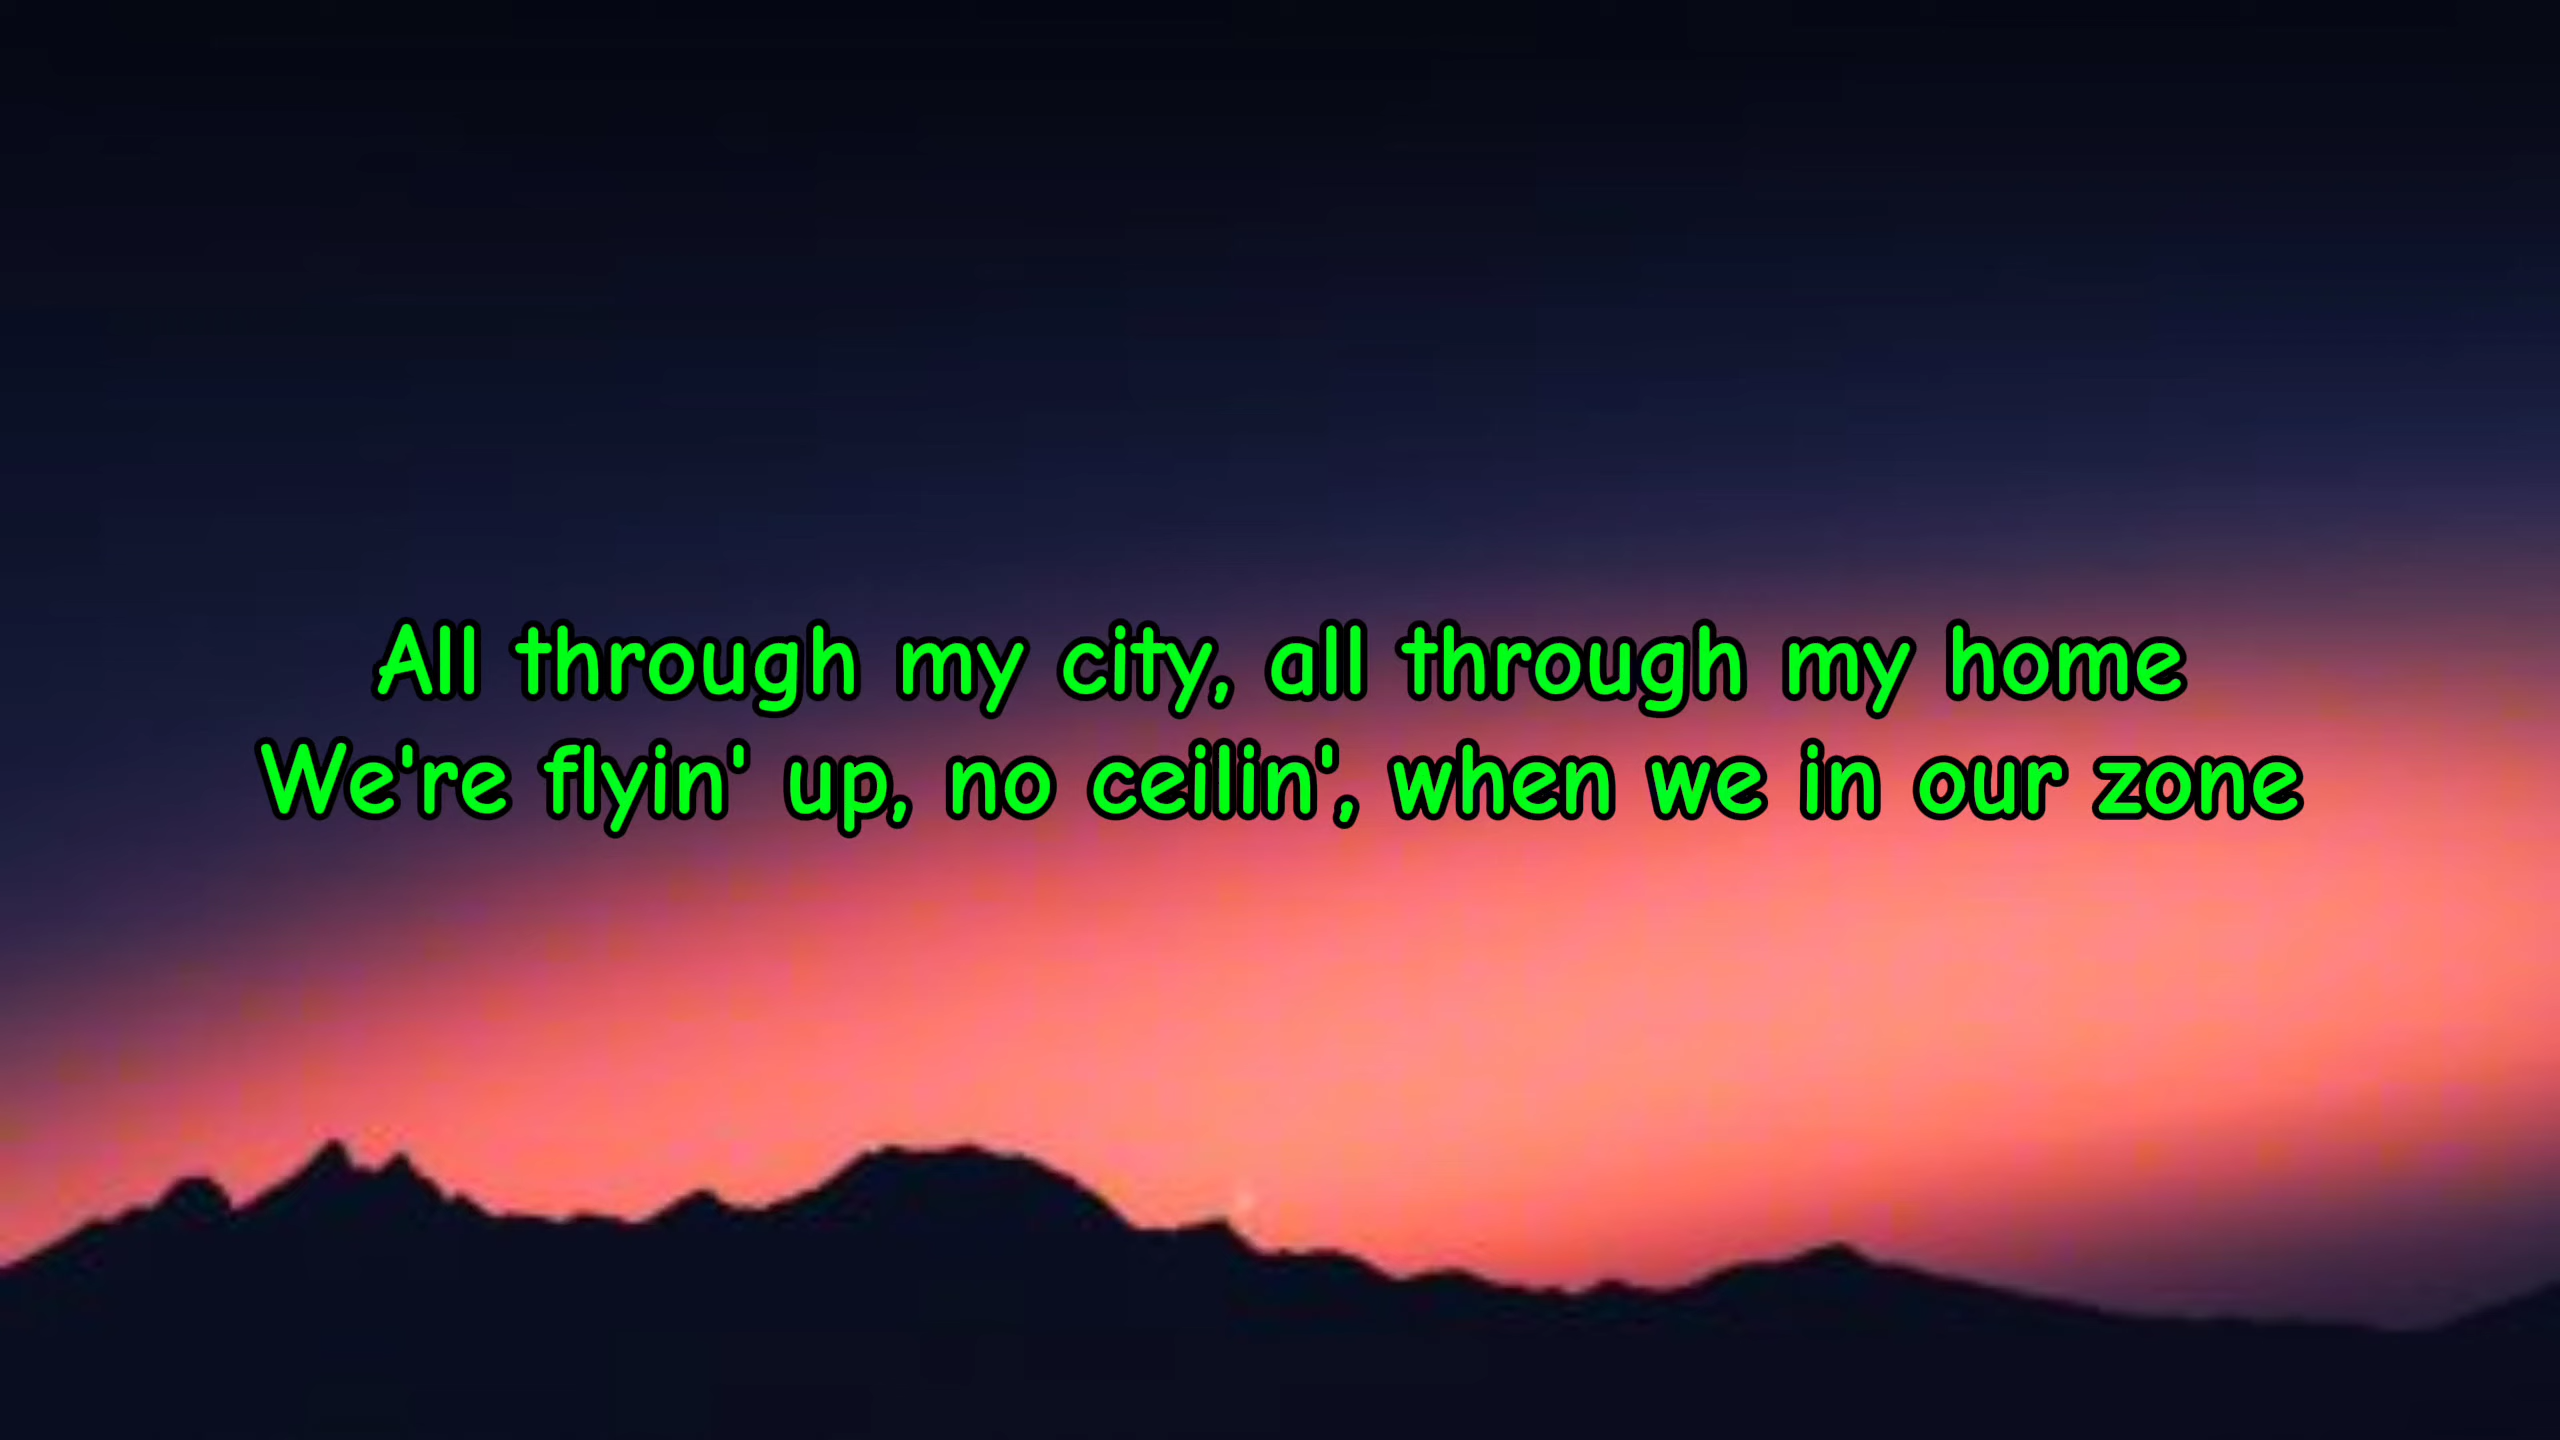 All through my city, all through my home
We're flyin' up, no ceilin', when we in our zone